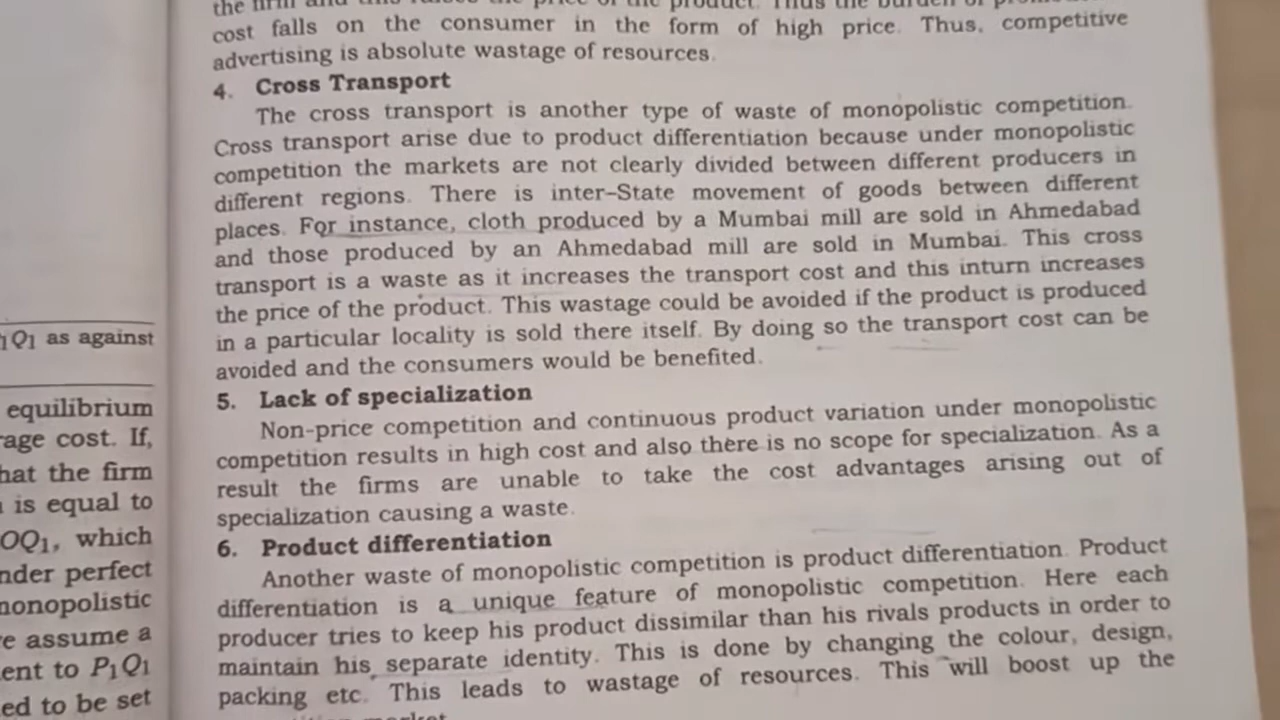 as against
equilibrium
cost. If,
the firm
is equal to
OQ1, which
perfect
assume a
to P1Q1
to be set
cost falls on the consumer in the form of high price. Thus, competitive
advertising is absolute wastage of resources.
4. Cross Transport
The cross transport is another type of waste of monopolistic competition.
Cross transport arise due to product differentiation because under monopolistic
competition the markets are not clearly divided between different producers in
different regions. There is inter-State movement of goods between different
places. For instance, cloth produced by a Mumbai mill are sold in Ahmedabad
and those produced by an Ahmedabad mill are sold in Mumbai. This cross
transport is a waste as it increases the transport cost and this inturn increases
the price of the product. This wastage could be avoided if the product is produced
in a particular locality is sold there itself. By doing so the transport cost can be
avoided and the consumers would be benefited.
5. Lack of specialization
Non-price competition and continuous product variation under monopolistic
competition results in high cost and also there is no scope for specialization. As a
result the firms are unable to take the cost advantages arising out of
specialization causing a waste.
6. Product differentiation
Another waste of monopolistic competition is product differentiation. Product
differentiation is a unique feature of monopolistic competition. Here each
producer tries to keep his product dissimilar than his rivals products in order to
maintain his separate identity. This is done by changing the colour, design,
packing etc. This leads to wastage of resources. This will boost up the